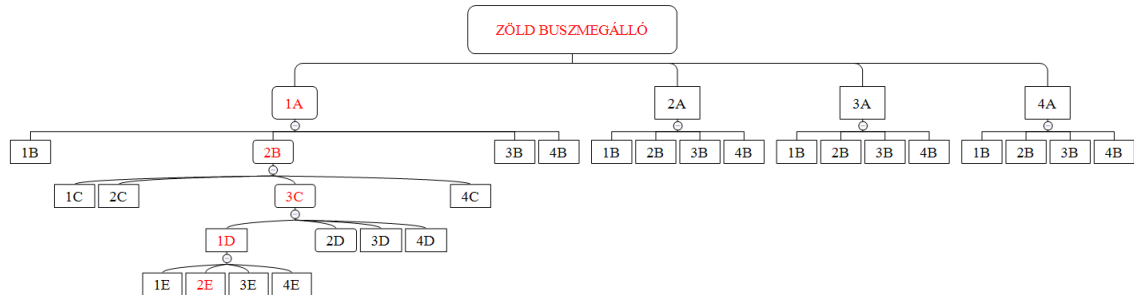 ZÖLD BUSZMEGÁLLÓ
1A 2A 3A 4A
1B 2B 3B 4B 1B 2B 3B 4B 1B 2B 3B 4B 1B 2B 3B 4B
1C 2C 3C 4C
1D 2D 3D 4D
1E 2E 3E 4E